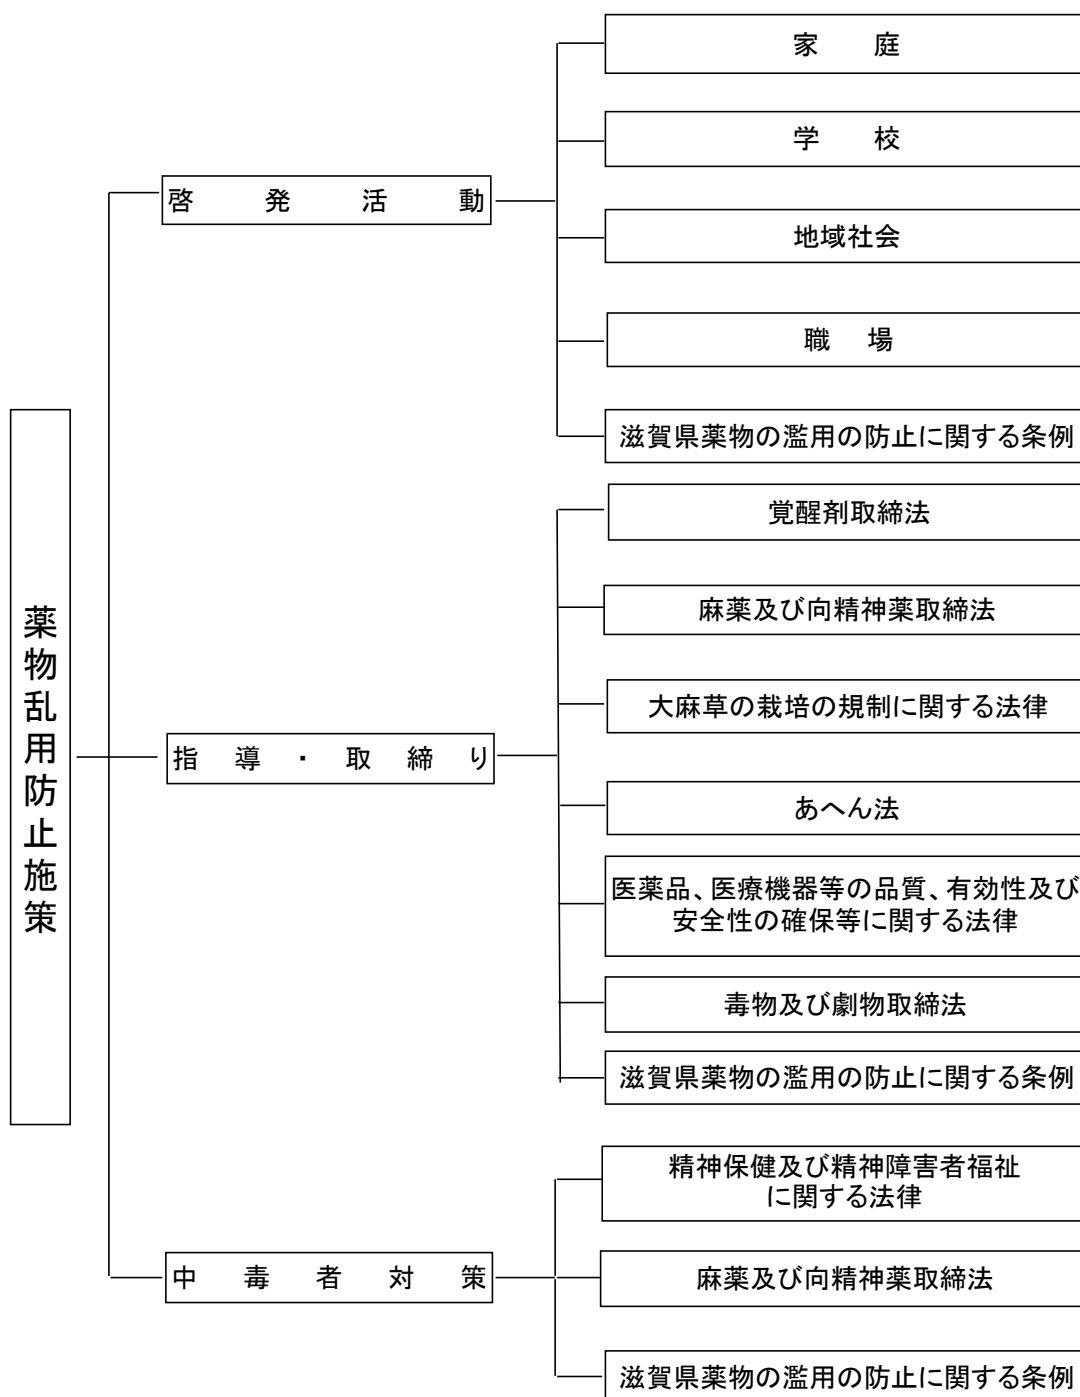 薬物乱用防止施策
啓発活動
家庭
学校
地域社会
職場
滋賀県薬物の濫用の防止に関する条例
指導・取締り
覚醒剤取締法
麻薬及び向精神薬取締法
大麻草の栽培の規制に関する法律
あへん法
医薬品、医療機器等の品質、有効性及び
安全性の確保等に関する法律
毒物及び劇物取締法
滋賀県薬物の濫用の防止に関する条例
中毒者対策
精神保健及び精神障害者福祉
に関する法律
麻薬及び向精神薬取締法
滋賀県薬物の濫用の防止に関する条例